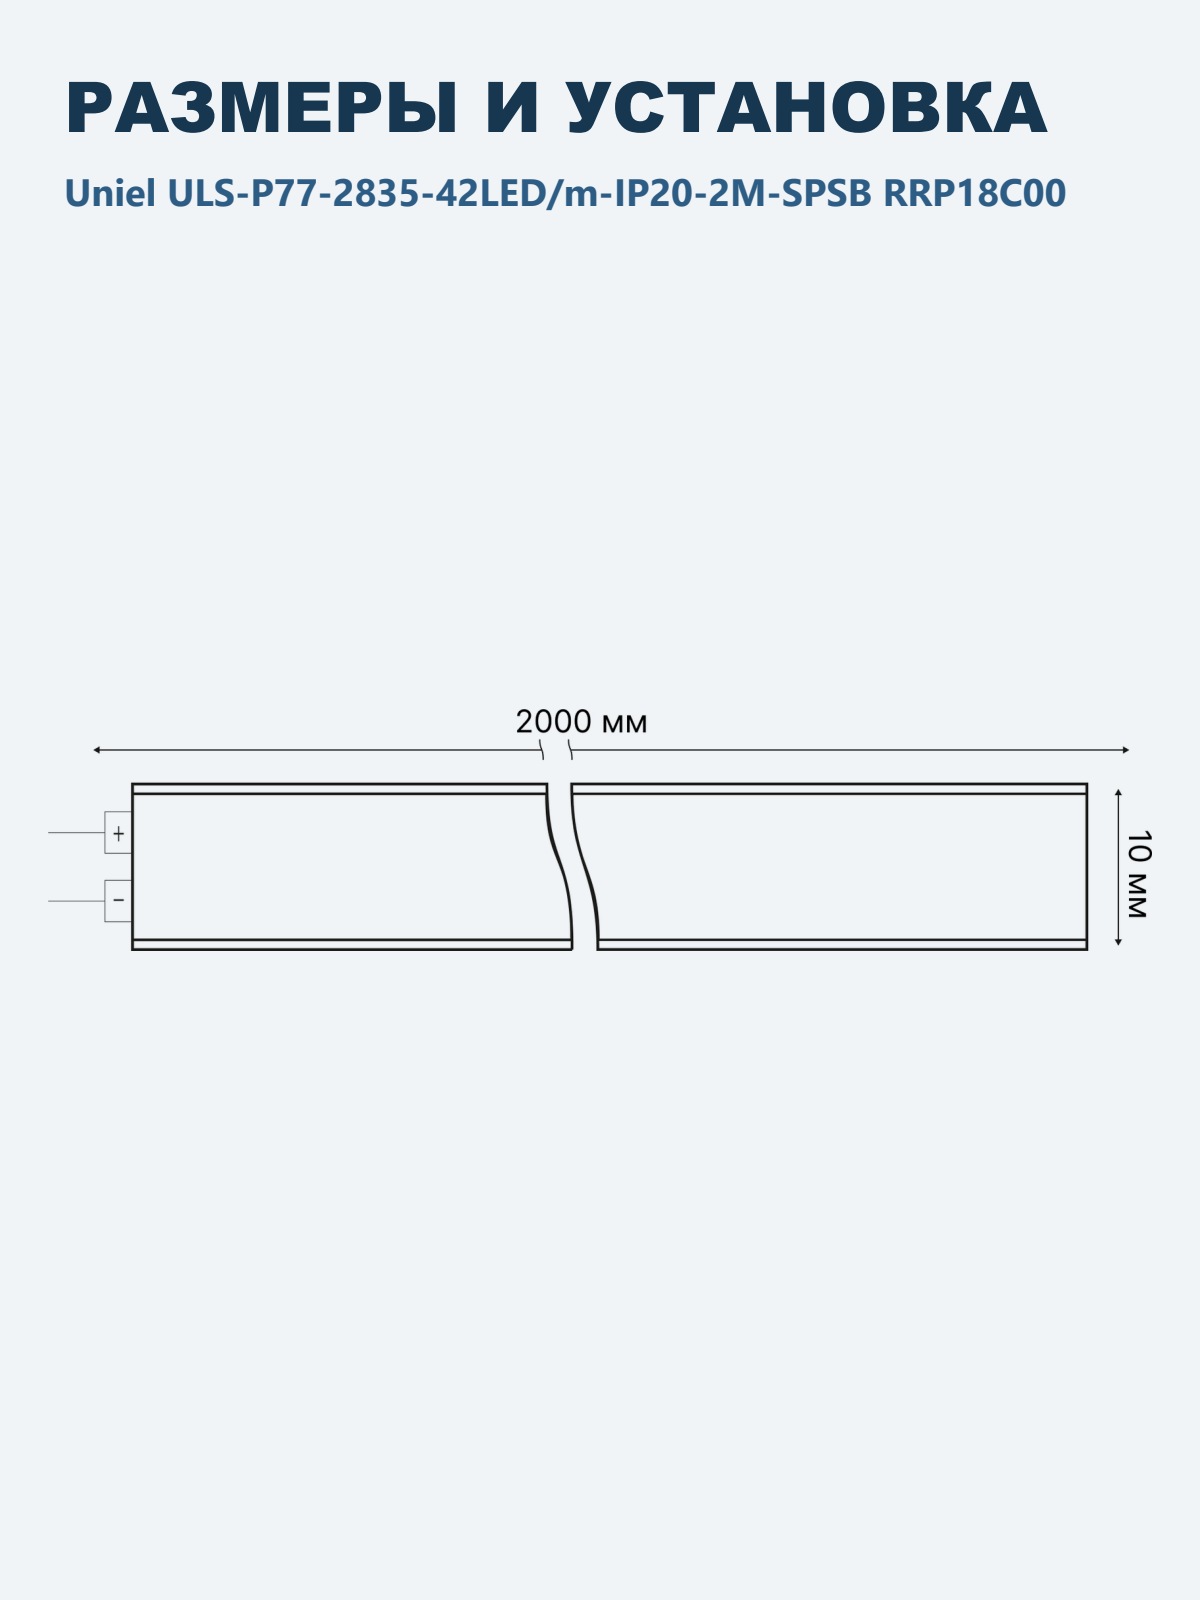 РАЗМЕРЫ И УСТАНОВКА
Uniel ULS-P77-2835-42LED/m-IP20-2M-SPSB RRP18C00
2000 мм
+
10 мм
−